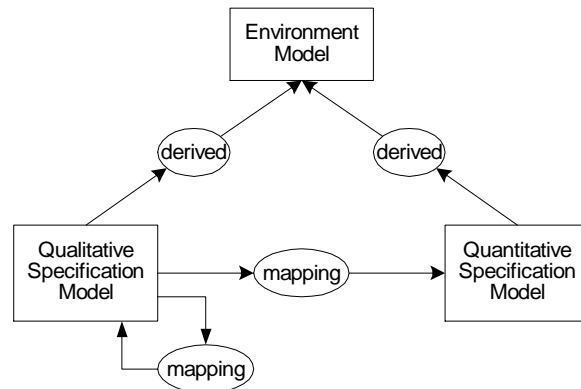 Environment
Model
derived
derived
Qualitative
Specification
Model
mapping
Quantitative
Specification
Model
mapping